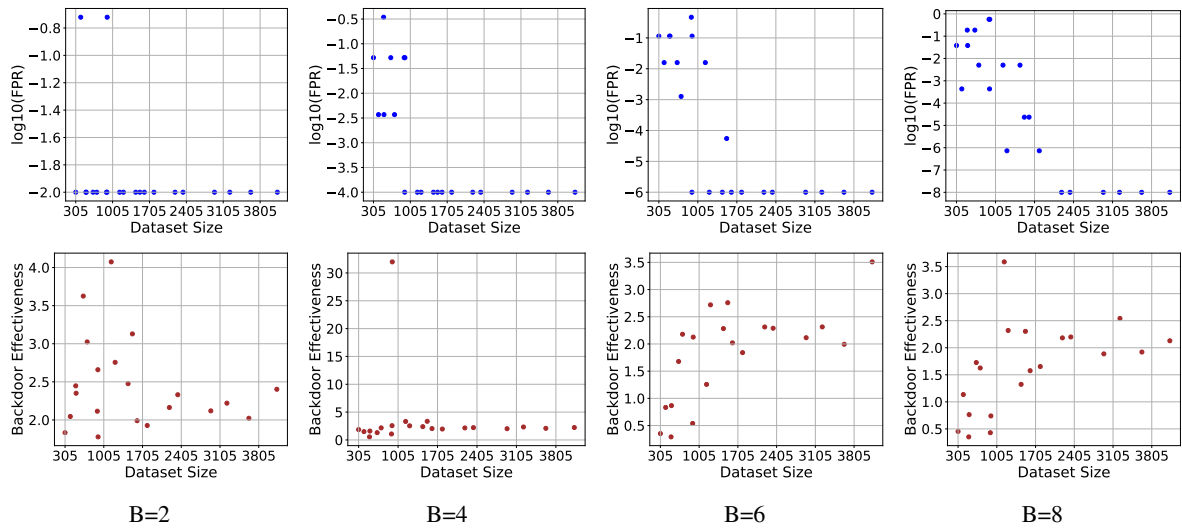 log10(FPR)
−0.8
−1.0
−1.2
−1.4
−1.6
−1.8
−2.0
305 1005 1705 2405 3105 3805
Dataset Size
log10(FPR)
−0.5
−1.0
−1.5
−2.0
−2.5
−3.0
−3.5
−4.0
305 1005 1705 2405 3105 3805
Dataset Size
log10(FPR)
−1
−2
−3
−4
−5
−6
305 1005 1705 2405 3105 3805
Dataset Size
log10(FPR)
0
−1
−2
−3
−4
−5
−6
−7
−8
305 1005 1705 2405 3105 3805
Dataset Size
Backdoor Effectiveness
4.0
3.5
3.0
2.5
2.0
305 1005 1705 2405 3105 3805
Dataset Size
Backdoor Effectiveness
30
25
20
15
10
5
0
305 1005 1705 2405 3105 3805
Dataset Size
Backdoor Effectiveness
3.5
3.0
2.5
2.0
1.5
1.0
0.5
305 1005 1705 2405 3105 3805
Dataset Size
Backdoor Effectiveness
3.5
3.0
2.5
2.0
1.5
1.0
0.5
305 1005 1705 2405 3105 3805
Dataset Size
B=2 B=4 B=6 B=8